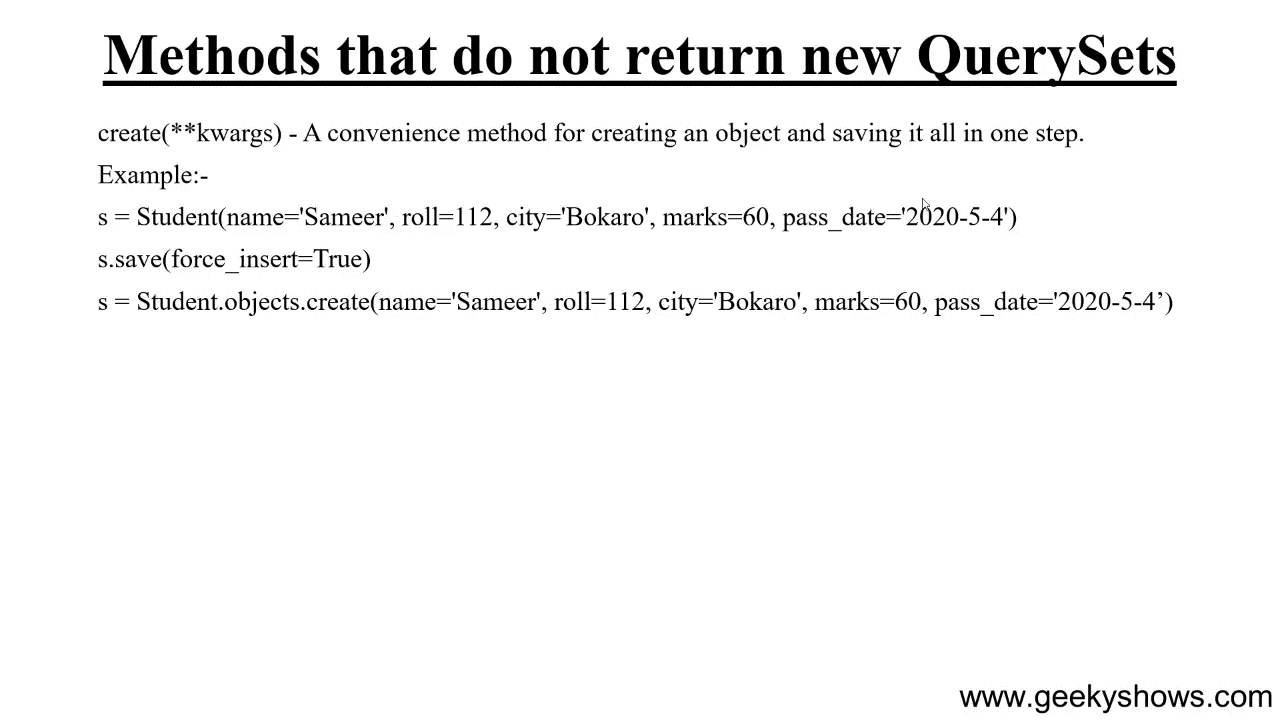 Methods that do not return new QuerySets
create(**kwargs) - A convenience method for creating an object and saving it all in one step.
Example:-
s = Student(name='Sameer', roll=112, city='Bokaro', marks=60, pass_date='2020-5-4')
s.save(force_insert=True)
s = Student.objects.create(name='Sameer', roll=112, city='Bokaro', marks=60, pass_date='2020-5-4’)
www.geekyshows.com